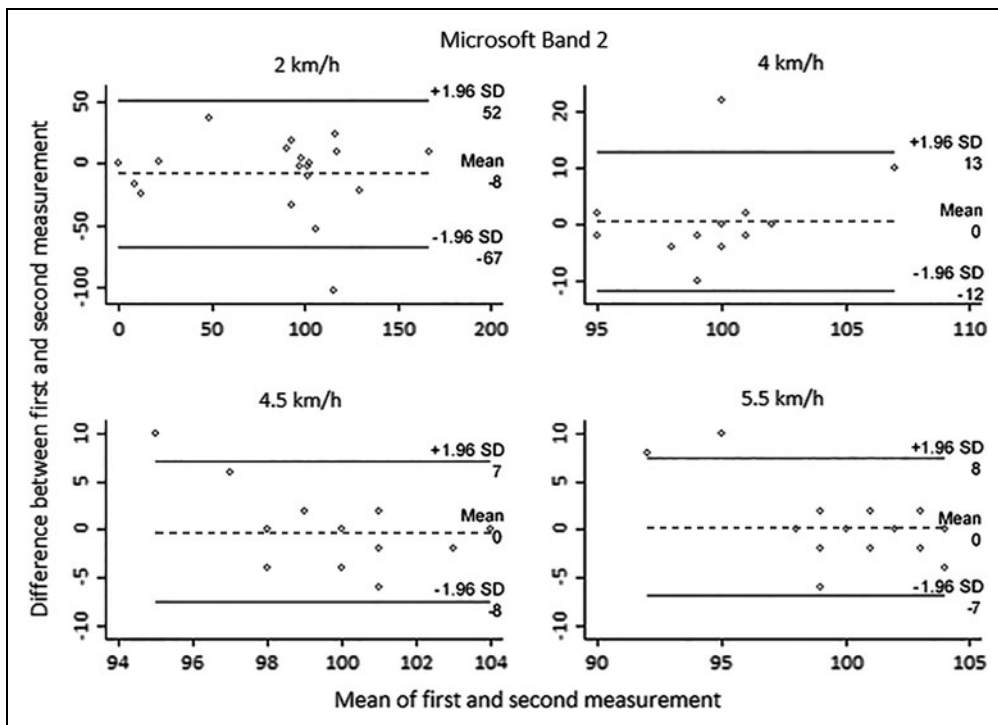 Microsoft Band 2
2 km/h
50
0
-50
-100
+1.96 SD
52
Mean
-8
-1.96 SD
-67
0 50 100 150 200
4 km/h
20
10
0
-10
+1.96 SD
13
Mean
0
-1.96 SD
-12
95 100 105 110
4.5 km/h
10
5
0
-5
-10
+1.96 SD
7
Mean
0
-1.96 SD
-8
94 96 98 100 102 104
5.5 km/h
10
5
0
-5
-10
+1.96 SD
8
Mean
0
-1.96 SD
-7
90 95 100 105
Difference between first and second measurement
Mean of first and second measurement